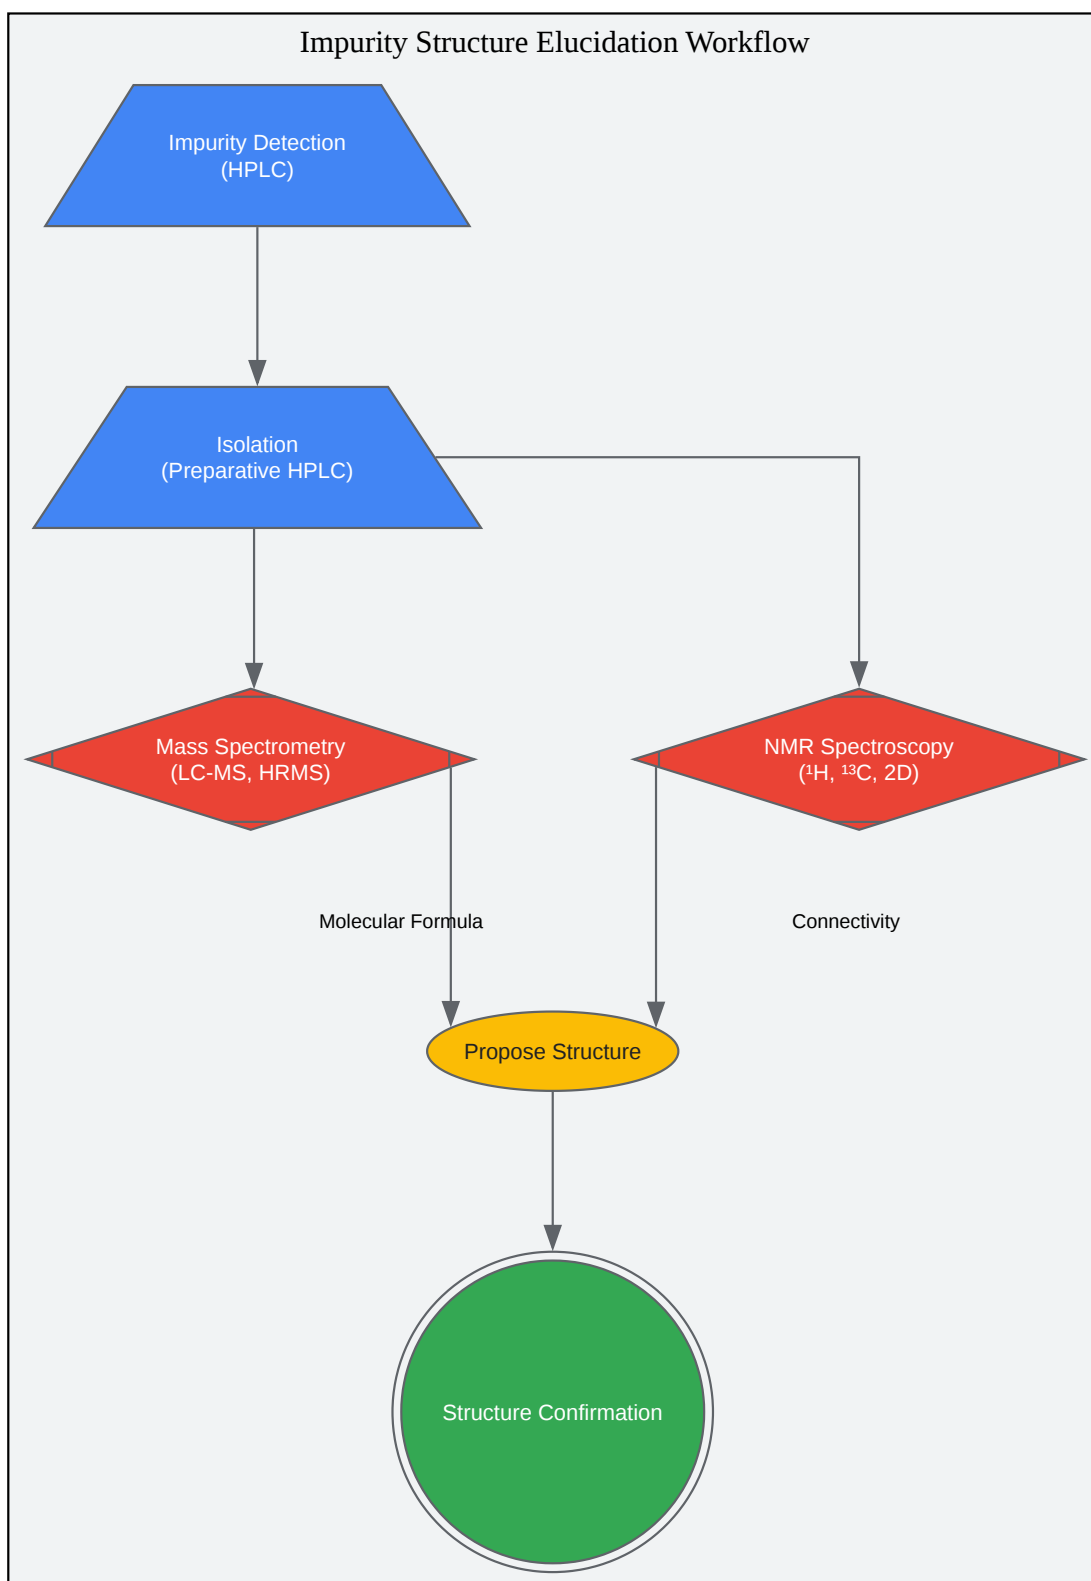 Impurity Structure Elucidation Workflow
Impurity Detection
(HPLC)
Isolation
(Preparative HPLC)
Mass Spectrometry
(LC-MS, HRMS)
NMR Spectroscopy
(¹H, ¹³C, 2D)
Molecular Formula
Connectivity
Propose Structure
Structure Confirmation